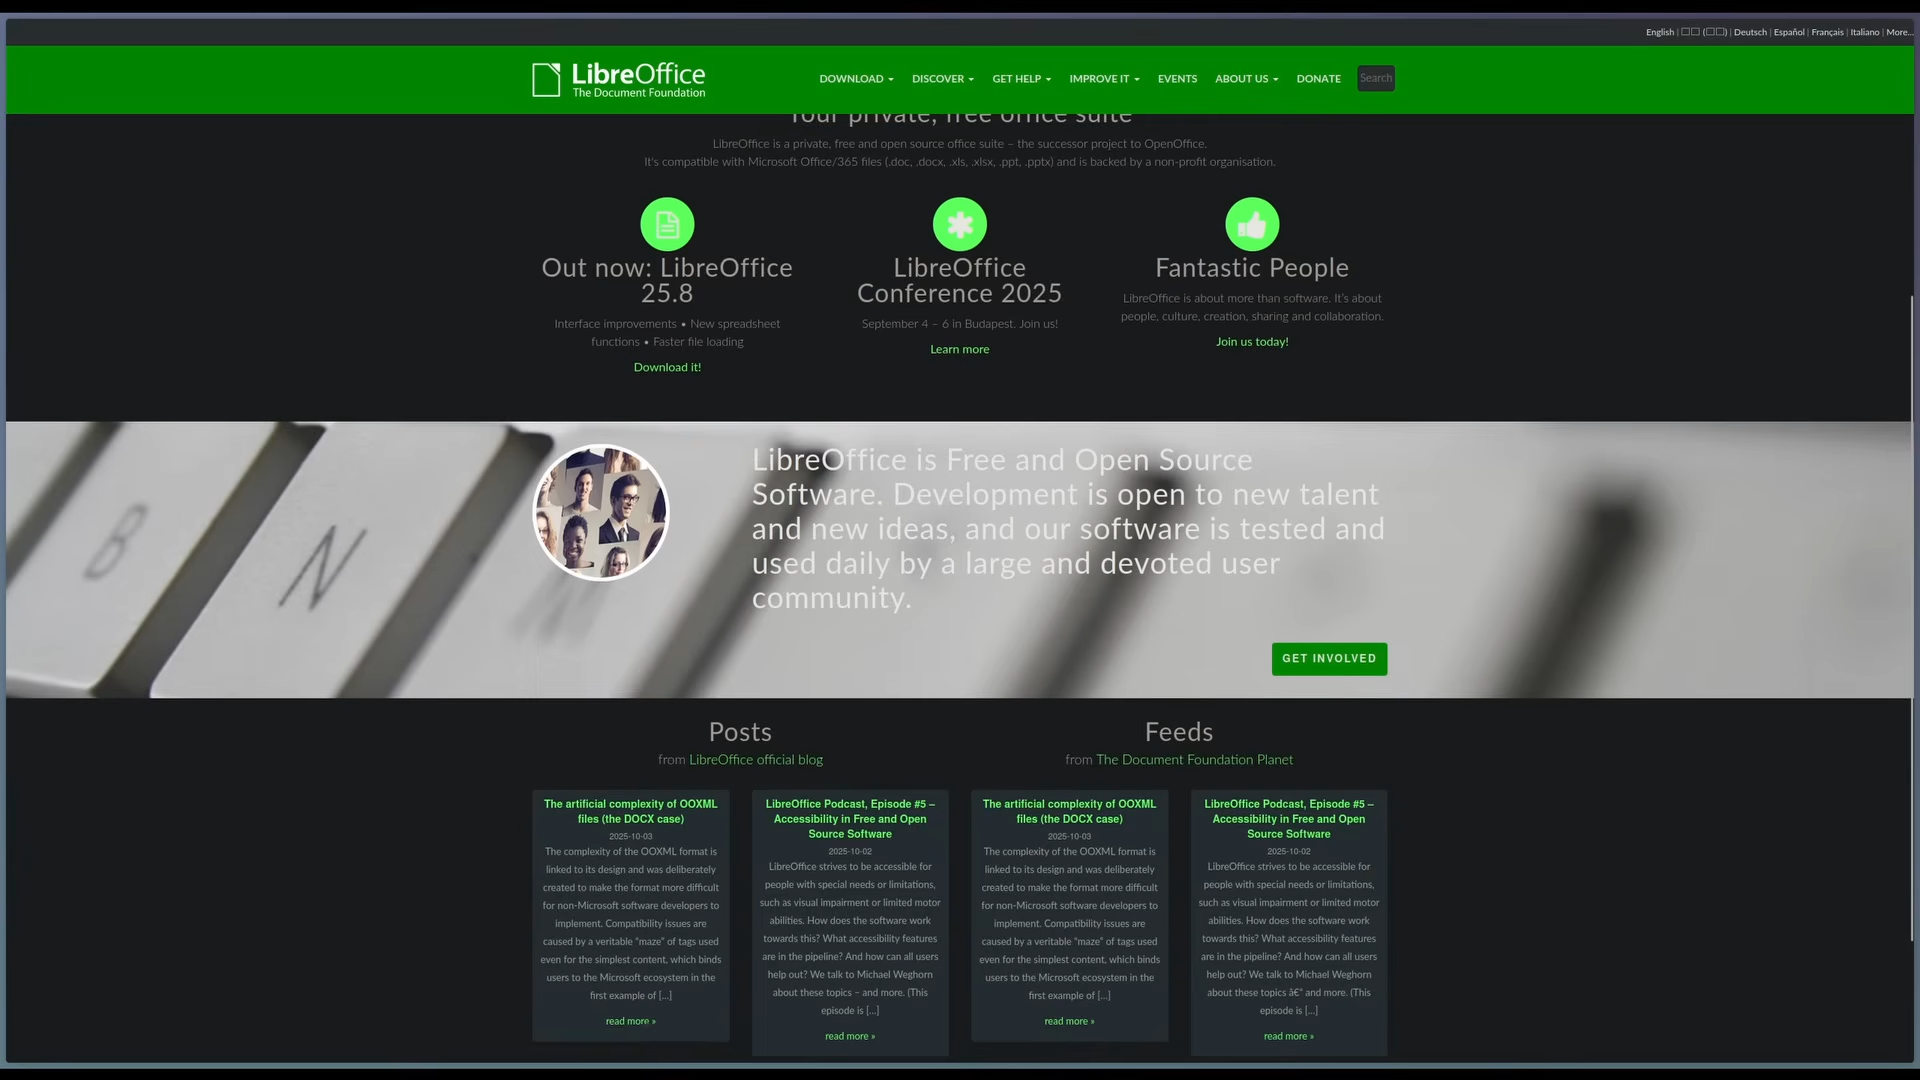 English | (  ) | Deutsch | Español | Français | Italiano | More...
LibreOffice
The Document Foundation
DOWNLOAD
DISCOVER
GET HELP
IMPROVE IT
EVENTS
ABOUT US
DONATE
Search
Your private, free office suite
LibreOffice is a private, free and open source office suite – the successor project to OpenOffice.
It's compatible with Microsoft Office/365 files (.doc, .docx, .xls, .xlsx, .ppt, .pptx) and is backed by a non-profit organisation.
Out now: LibreOffice
25.8
Interface improvements • New spreadsheet
functions • Faster file loading
Download it!
LibreOffice
Conference 2025
September 4 – 6 in Budapest. Join us!
Learn more
Fantastic People
LibreOffice is about more than software. It's about
people, culture, creation, sharing and collaboration.
Join us today!
B
N
LibreOffice is Free and Open Source
Software. Development is open to new talent
and new ideas, and our software is tested and
used daily by a large and devoted user
community.
GET INVOLVED
Posts
from LibreOffice official blog
The artificial complexity of OOXML
files (the DOCX case)
2025-10-03
The complexity of the OOXML format is
linked to its design and was deliberately
created to make the format more difficult
for non-Microsoft software developers to
implement. Compatibility issues are
caused by a veritable "maze" of tags used
even for the simplest content, which binds
users to the Microsoft ecosystem in the
first example of [...]
read more »
LibreOffice Podcast, Episode #5 –
Accessibility in Free and Open
Source Software
2025-10-02
LibreOffice strives to be accessible for
people with special needs or limitations,
such as visual impairment or limited motor
abilities. How does the software work
towards this? What accessibility features
are in the pipeline? And how can all users
help out? We talk to Michael Weghorn
about these topics – and more. (This
episode is [...]
read more »
Feeds
from The Document Foundation Planet
The artificial complexity of OOXML
files (the DOCX case)
2025-10-03
The complexity of the OOXML format is
linked to its design and was deliberately
created to make the format more difficult
for non-Microsoft software developers to
implement. Compatibility issues are
caused by a veritable "maze" of tags used
even for the simplest content, which binds
users to the Microsoft ecosystem in the
first example of [...]
read more »
LibreOffice Podcast, Episode #5 –
Accessibility in Free and Open
Source Software
2025-10-02
LibreOffice strives to be accessible for
people with special needs or limitations,
such as visual impairment or limited motor
abilities. How does the software work
towards this? What accessibility features
are in the pipeline? And how can all users
help out? We talk to Michael Weghorn
about these topics â€" and more. (This
episode is [...]
read more »